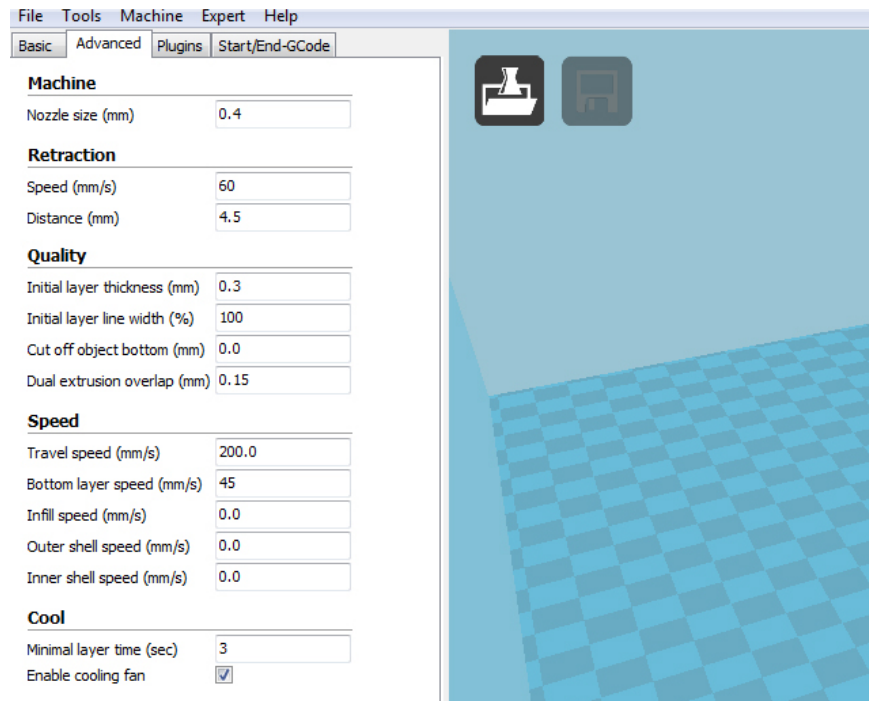 File Tools Machine Expert Help
Basic Advanced Plugins Start/End-GCode
Machine
Nozzle size (mm) 0.4
Retraction
Speed (mm/s) 60
Distance (mm) 4.5
Quality
Initial layer thickness (mm) 0.3
Initial layer line width (%) 100
Cut off object bottom (mm) 0.0
Dual extrusion overlap (mm) 0.15
Speed
Travel speed (mm/s) 200.0
Bottom layer speed (mm/s) 45
Infill speed (mm/s) 0.0
Outer shell speed (mm/s) 0.0
Inner shell speed (mm/s) 0.0
Cool
Minimal layer time (sec) 3
Enable cooling fan